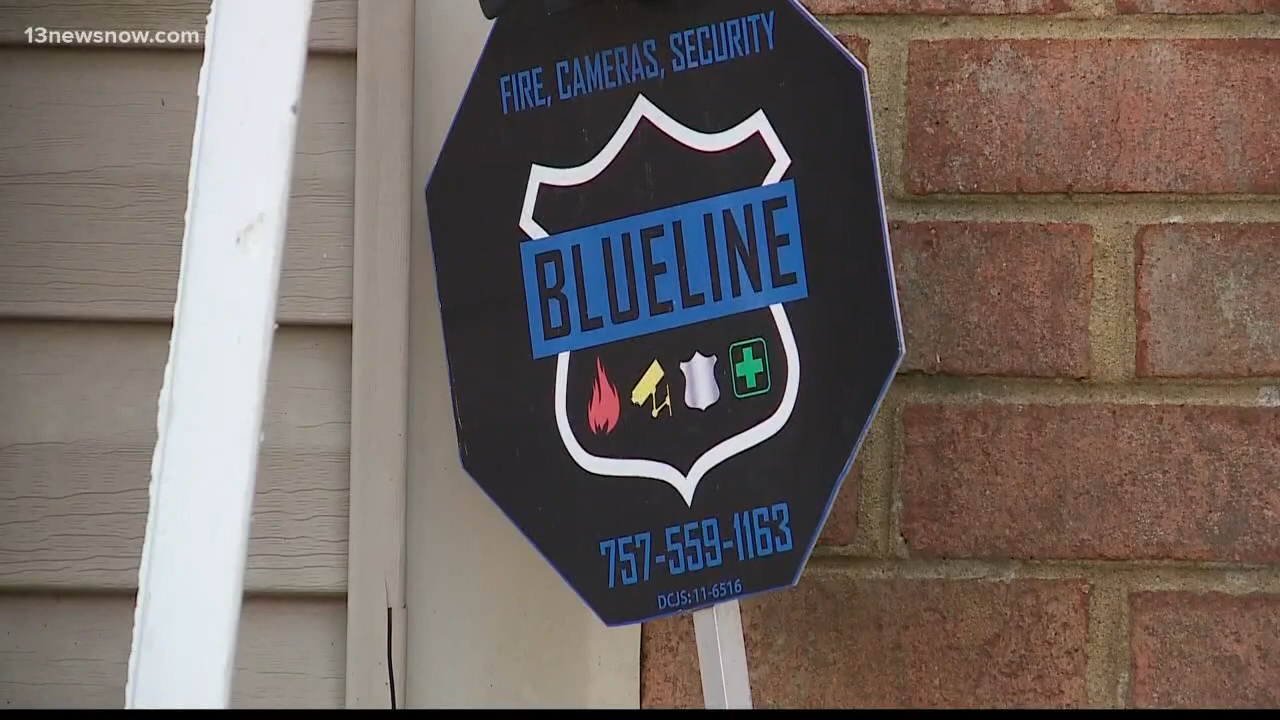 13newsnow.com
FIRE, CAMERAS, SECURITY
BLUELINE
757-559-1163
DCJS: 11-6516